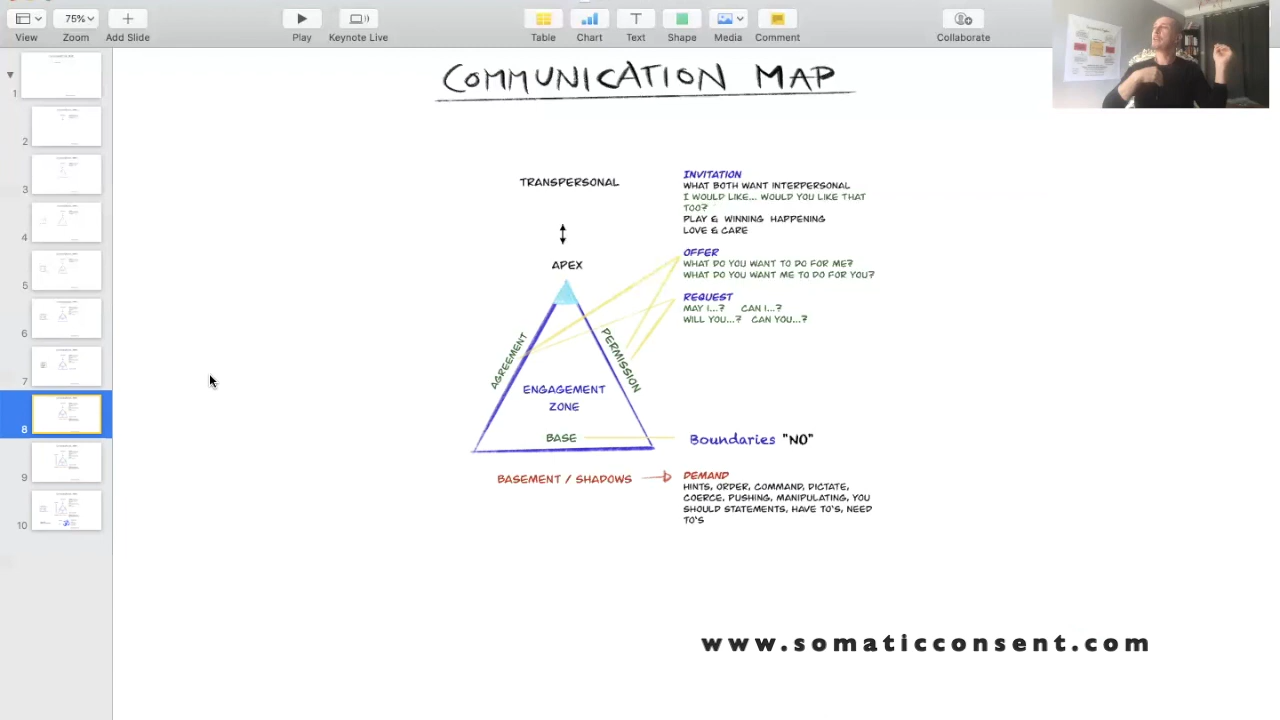 75%
View
Zoom
Add Slide
Play
Keynote Live
Table
Chart
Text
Shape
Media
Comment
Collaborate
1
2
3
4
5
6
7
8
9
10
COMMUNICATION MAP
TRANSPERSONAL
APEX
AGREEMENT
PERMISSION
ENGAGEMENT
ZONE
BASE
BASEMENT / SHADOWS
INVITATION
WHAT BOTH WANT INTERPERSONAL
I WOULD LIKE... WOULD YOU LIKE THAT
TOO?
PLAY & WINNING HAPPENING
LOVE & CARE
OFFER
WHAT DO YOU WANT TO DO FOR ME?
WHAT DO YOU WANT ME TO DO FOR YOU?
REQUEST
MAY I...? CAN I...?
WILL YOU...? CAN YOU...?
Boundaries "NO"
DEMAND
HINTS, ORDER, COMMAND, DICTATE,
COERCE, PUSHING, MANIPULATING, YOU
SHOULD STATEMENTS, HAVE TO'S, NEED
TO'S
www.somaticconsent.com